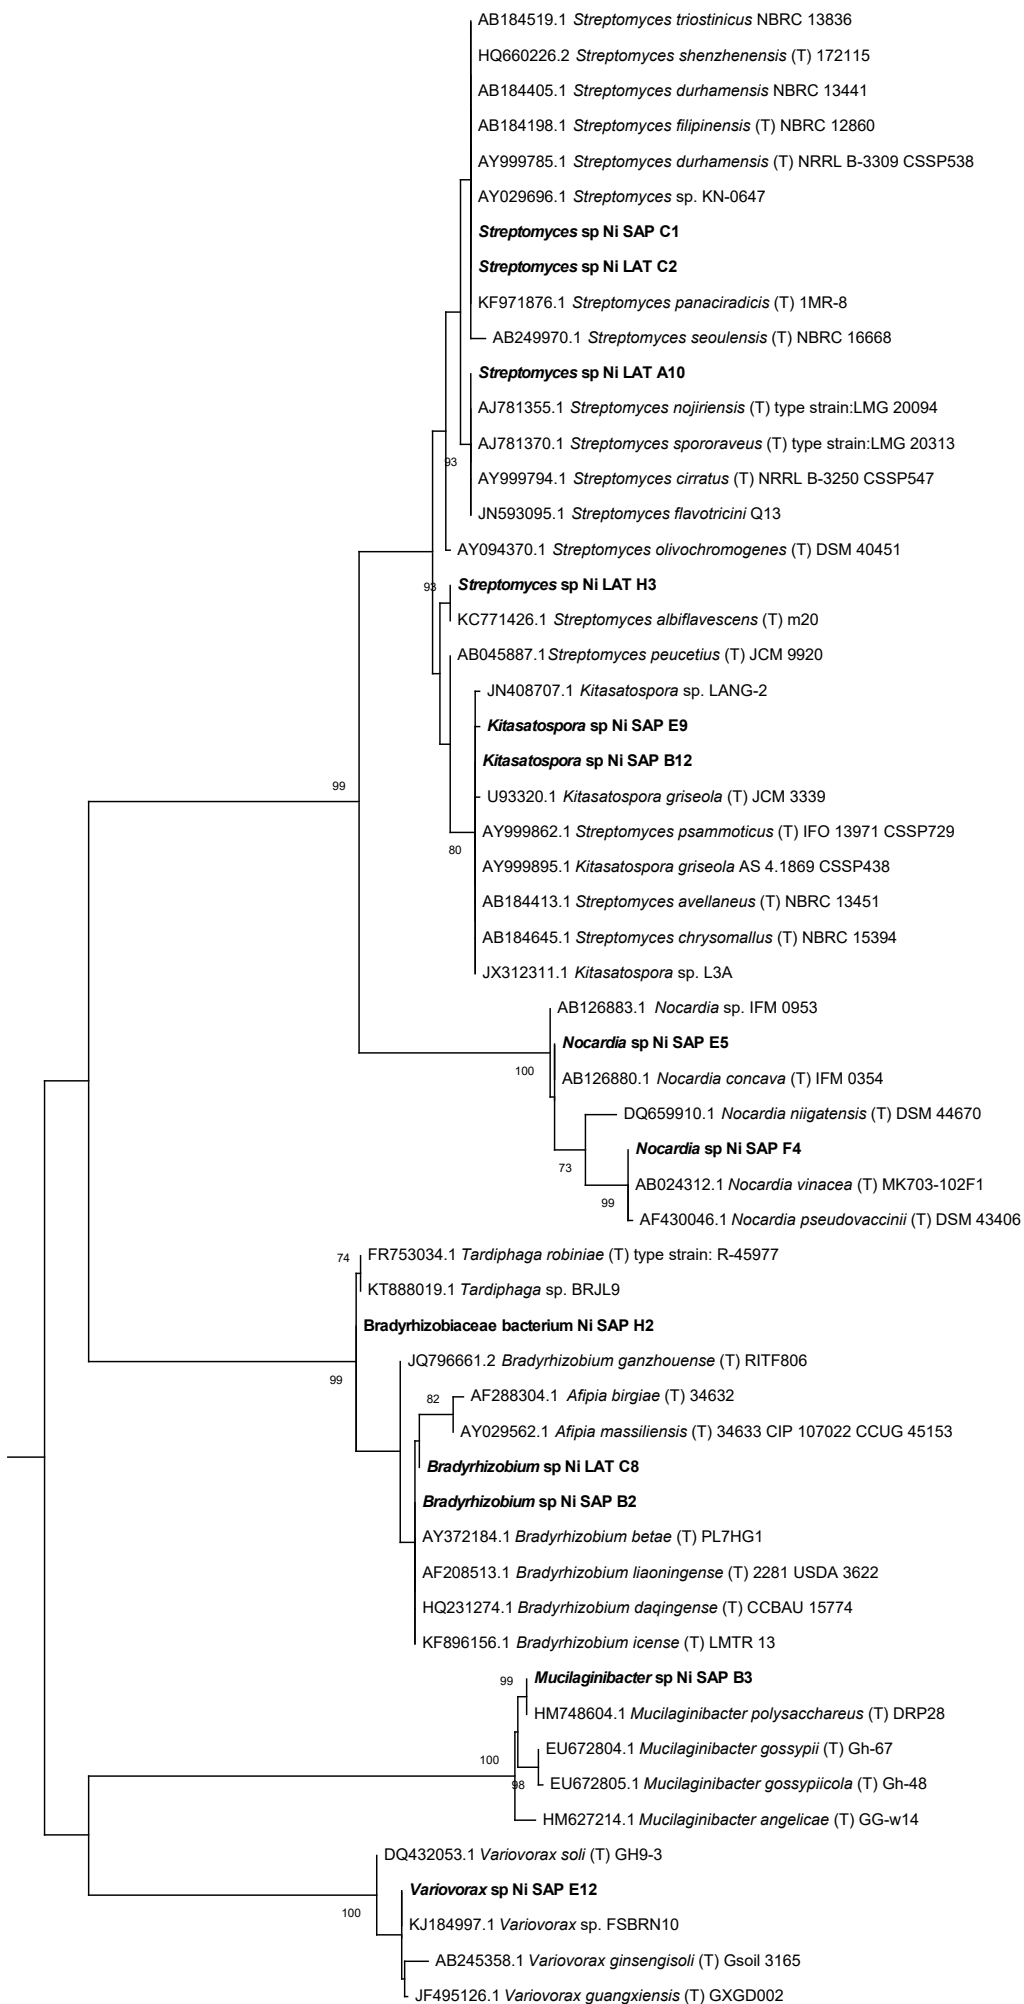 AB184519.1 Streptomyces triostinicus NBRC 13836
HQ660226.2 Streptomyces shenzhenensis (T) 172115
AB184405.1 Streptomyces durhamensis NBRC 13441
AB184198.1 Streptomyces filipinensis (T) NBRC 12860
AY999785.1 Streptomyces durhamensis (T) NRRL B-3309 CSSP538
AY029696.1 Streptomyces sp. KN-0647
Streptomyces sp Ni SAP C1
Streptomyces sp Ni LAT C2
KF971876.1 Streptomyces panaciradicis (T) 1MR-8
AB249970.1 Streptomyces seoulensis (T) NBRC 16668
Streptomyces sp Ni LAT A10
AJ781355.1 Streptomyces nojiriensis (T) type strain:LMG 20094
AJ781370.1 Streptomyces spororaveus (T) type strain:LMG 20313
93
AY999794.1 Streptomyces cirratus (T) NRRL B-3250 CSSP547
JN593095.1 Streptomyces flavotricini Q13
AY094370.1 Streptomyces olivochromogenes (T) DSM 40451
93
Streptomyces sp Ni LAT H3
KC771426.1 Streptomyces albiflavescens (T) m20
AB045887.1 Streptomyces peucetius (T) JCM 9920
JN408707.1 Kitasatospora sp. LANG-2
Kitasatospora sp Ni SAP E9
Kitasatospora sp Ni SAP B12
99
U93320.1 Kitasatospora griseola (T) JCM 3339
AY999862.1 Streptomyces psammoticus (T) IFO 13971 CSSP729
80
AY999895.1 Kitasatospora griseola AS 4.1869 CSSP438
AB184413.1 Streptomyces avellaneus (T) NBRC 13451
AB184645.1 Streptomyces chrysomallus (T) NBRC 15394
JX312311.1 Kitasatospora sp. L3A
AB126883.1 Nocardia sp. IFM 0953
Nocardia sp Ni SAP E5
100
AB126880.1 Nocardia concava (T) IFM 0354
DQ659910.1 Nocardia niigatensis (T) DSM 44670
Nocardia sp Ni SAP F4
73
AB024312.1 Nocardia vinacea (T) MK703-102F1
99
AF430046.1 Nocardia pseudovaccinii (T) DSM 43406
74
FR753034.1 Tardiphaga robiniae (T) type strain: R-45977
KT888019.1 Tardiphaga sp. BRJL9
Bradyrhizobiaceae bacterium Ni SAP H2
JQ796661.2 Bradyrhizobium ganzhouense (T) RITF806
99
82
AF288304.1 Afipia birgiae (T) 34632
AY029562.1 Afipia massiliensis (T) 34633 CIP 107022 CCUG 45153
Bradyrhizobium sp Ni LAT C8
Bradyrhizobium sp Ni SAP B2
AY372184.1 Bradyrhizobium betae (T) PL7HG1
AF208513.1 Bradyrhizobium liaoningense (T) 2281 USDA 3622
HQ231274.1 Bradyrhizobium daqingense (T) CCBAU 15774
KF896156.1 Bradyrhizobium icense (T) LMTR 13
99
Mucilaginibacter sp Ni SAP B3
HM748604.1 Mucilaginibacter polysacchareus (T) DRP28
EU672804.1 Mucilaginibacter gossypii (T) Gh-67
100
98
EU672805.1 Mucilaginibacter gossypiicola (T) Gh-48
HM627214.1 Mucilaginibacter angelicae (T) GG-w14
DQ432053.1 Variovorax soli (T) GH9-3
Variovorax sp Ni SAP E12
100
KJ184997.1 Variovorax sp. FSBRN10
AB245358.1 Variovorax ginsengisoli (T) Gsoil 3165
JF495126.1 Variovorax guangxiensis (T) GXGD002